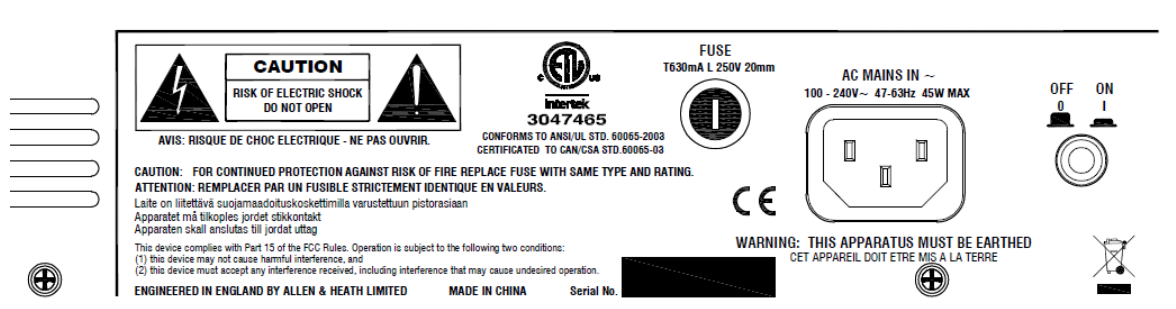 CAUTION
RISK OF ELECTRIC SHOCK
DO NOT OPEN
AVIS: RISQUE DE CHOC ELECTRIQUE - NE PAS OUVRIR.
C ETL US
Intertek
3047465
CONFORMS TO ANSI/UL STD. 60065-2003
CERTIFICATED TO CAN/CSA STD.60065-03
FUSE
T630mA L 250V 20mm
AC MAINS IN ~
100 - 240V~ 47-63Hz 45W MAX
OFF ON
0 I
CAUTION: FOR CONTINUED PROTECTION AGAINST RISK OF FIRE REPLACE FUSE WITH SAME TYPE AND RATING.
ATTENTION: REMPLACER PAR UN FUSIBLE STRICTEMENT IDENTIQUE EN VALEURS.
Laite on liitettävä suojamaadoituskoskettimilla varustettuun pistorasiaan
Apparatet må tilkoples jordet stikkontakt
Apparaten skall anslutas till jordat uttag
CE
This device complies with Part 15 of the FCC Rules. Operation is subject to the following two conditions:
(1) this device may not cause harmful interference, and
(2) this device must accept any interference received, including interference that may cause undesired operation.
WARNING: THIS APPARATUS MUST BE EARTHED
CET APPAREIL DOIT ETRE MIS A LA TERRE
ENGINEERED IN ENGLAND BY ALLEN & HEATH LIMITED MADE IN CHINA Serial No.